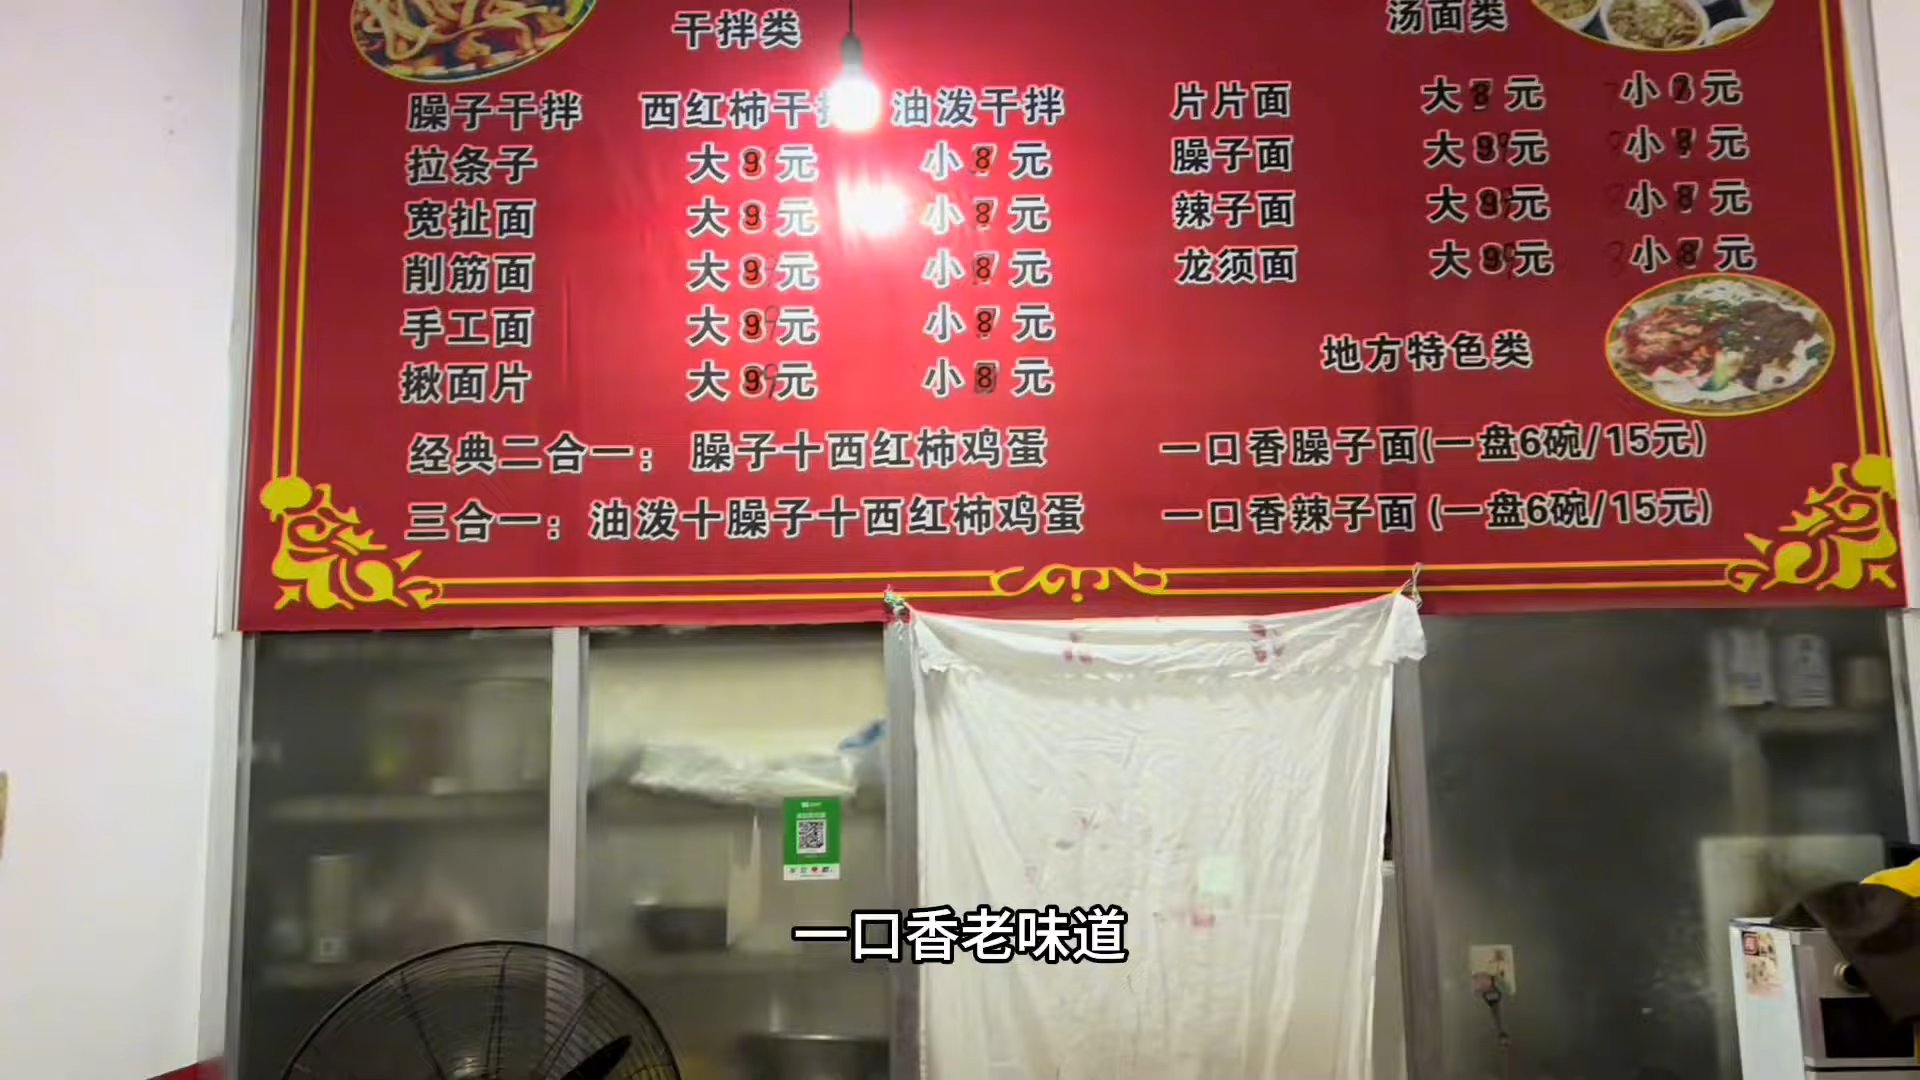 干拌类
臊子干拌 西红柿干拌 油泼干拌
拉条子 大9元 小8元
宽扯面 大9元 小8元
削筋面 大9元 小8元
手工面 大9元 小8元
揪面片 大9元 小8元
经典二合一：臊子十西红柿鸡蛋
三合一：油泼十臊子十西红柿鸡蛋
汤面类
片片面 大8元 小元
臊子面 大9元 小8元
辣子面 大9元 小8元
龙须面 大9元 小8元
地方特色类
一口香臊子面(一盘6碗/15元)
一口香辣子面(一盘6碗/15元)
一口香老味道